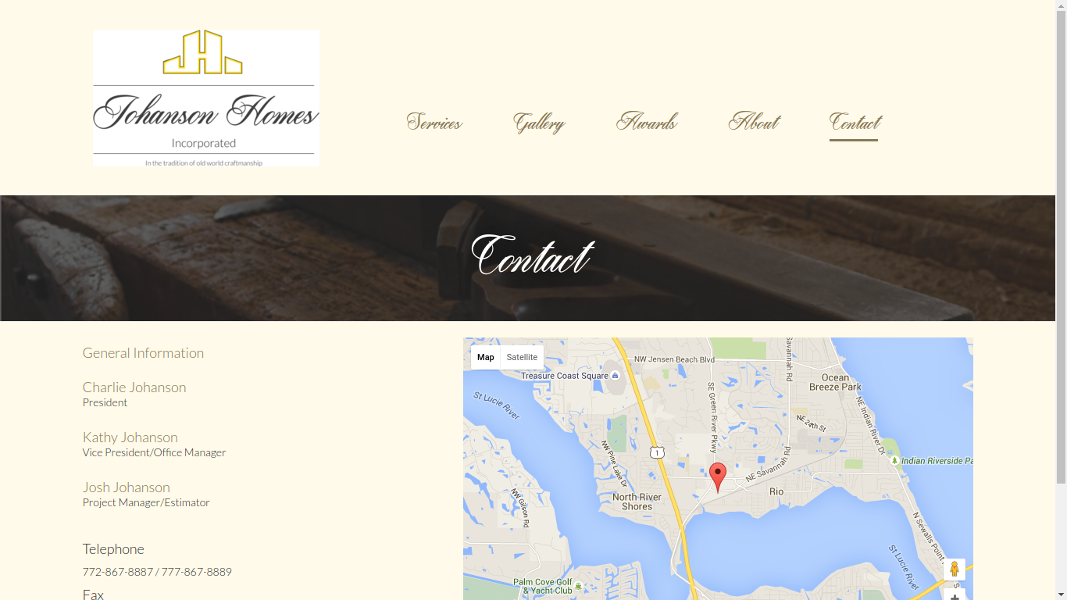 Johanson Homes
Incorporated
In the tradition of old world craftmanship
Services
Gallery
Awards
About
Contact
Contact
General Information
Charlie Johanson
President
Kathy Johanson
Vice President/Office Manager
Josh Johanson
Project Manager/Estimator
Telephone
772-867-8887 / 777-867-8889
Fax
Map
Satellite
NW Jensen Beach Blvd
Savannah Rd
Treasure Coast Square
Ocean
Breeze Park
St Lucie River
SE Green River Pkwy
NE Indian River Dr
NE 24th St
1
NW Pine Lake Dr
Indian Riverside Pa
NE Savannah Rd
North River
Shores
Rio
NW Gilson Rd
N Sewalls Point
St Lucie River
Palm Cove Golf
& Yacht Club